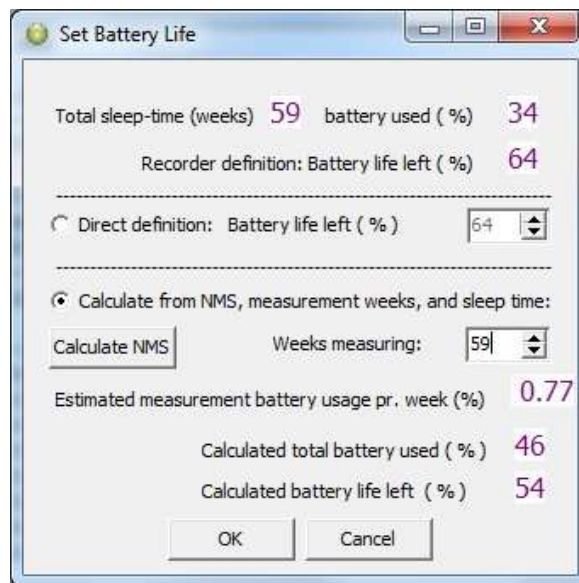 Set Battery Life
Total sleep-time (weeks) 59 battery used ( %) 34
Recorder definition: Battery life left ( %) 64
Direct definition: Battery life left ( % ) 64
Calculate from NMS, measurement weeks, and sleep time:
Calculate NMS Weeks measuring: 59
Estimated measurement battery usage pr. week (%) 0.77
Calculated total battery used ( % ) 46
Calculated battery life left ( % ) 54
OK Cancel